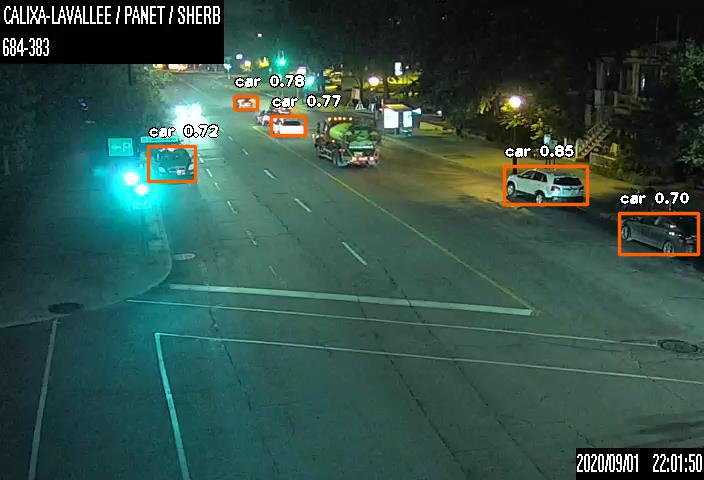 CALIXA-LAVALLEE / PANET / SHERB
684-383
car 0.78
car 0.77
car 0.72
P
car 0.85
car 0.70
2020/09/01 22:01:50